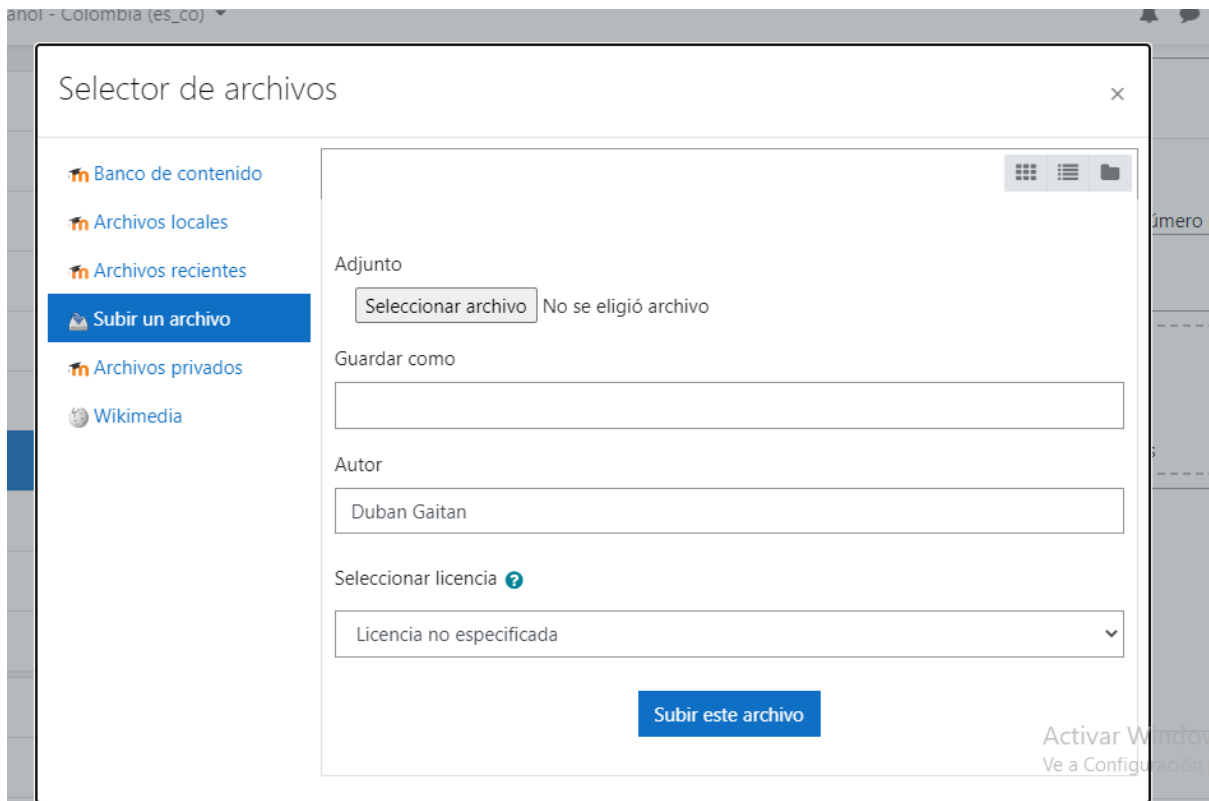 anol - Colombia (es_co)
Selector de archivos
×
Banco de contenido
Archivos locales
Archivos recientes
Subir un archivo
Archivos privados
Wikimedia
úmero
Adjunto
Seleccionar archivo No se eligió archivo
Guardar como
Autor
s
Duban Gaitan
Seleccionar licencia ?
Licencia no especificada
Subir este archivo
Activar Window
Ve a Configuración